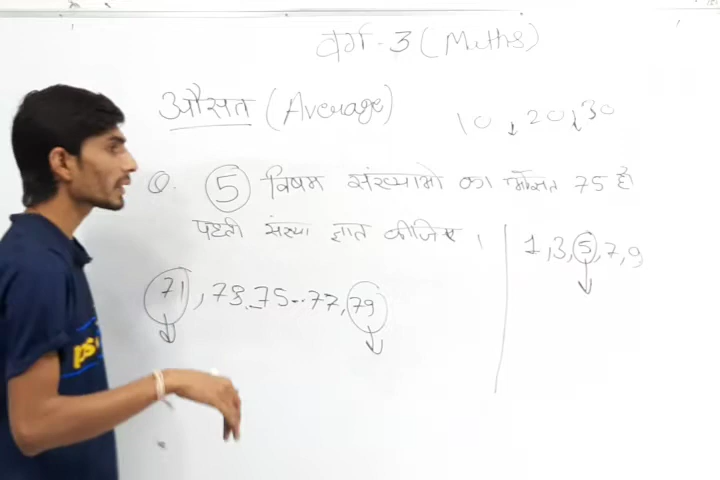 वर्ग-3 (Maths)
औसत (Average)
10, 20, 30
Q. 5 विषम संख्याओ का औसत 75 है
पहली संख्या ज्ञात कीजिए।
1, 3, 5, 7, 9
71, 73, 75, 77, 79
ps